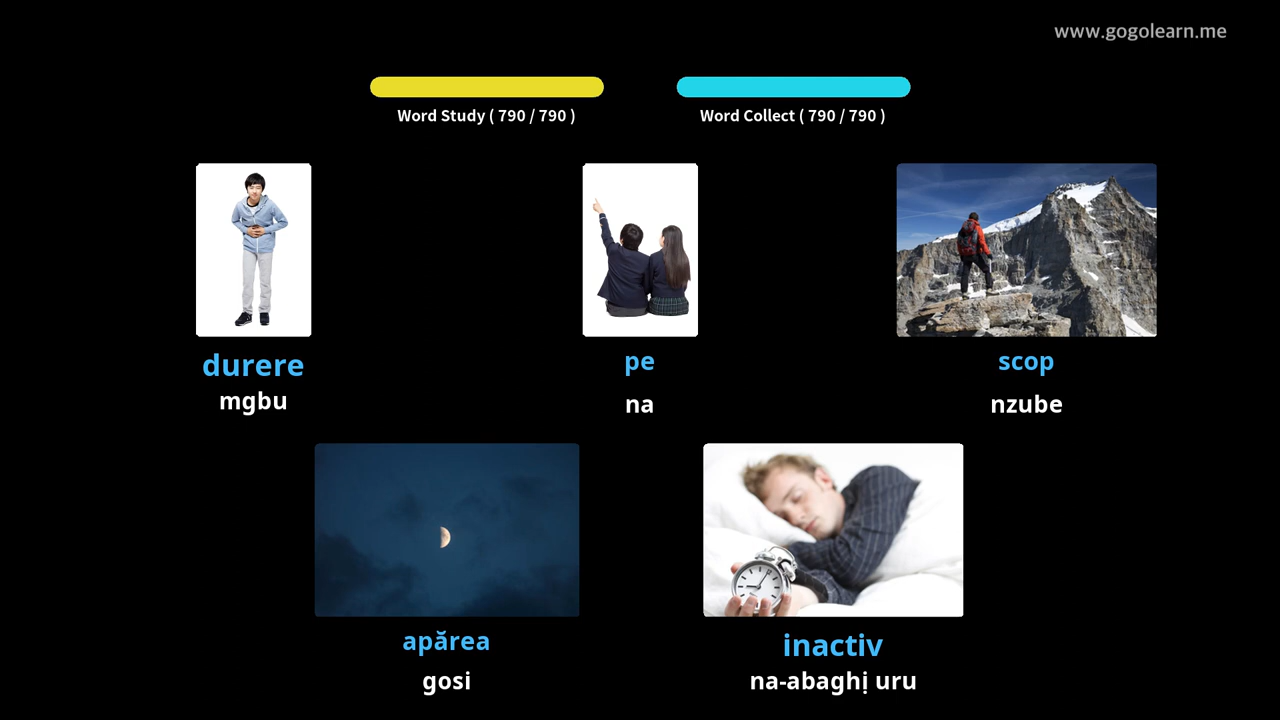 www.gogolearn.me
Word Study ( 790 / 790 )
Word Collect ( 790 / 790 )
durere
mgbu
pe
na
scop
nzube
apărea
gosi
inactiv
na-abaghị uru